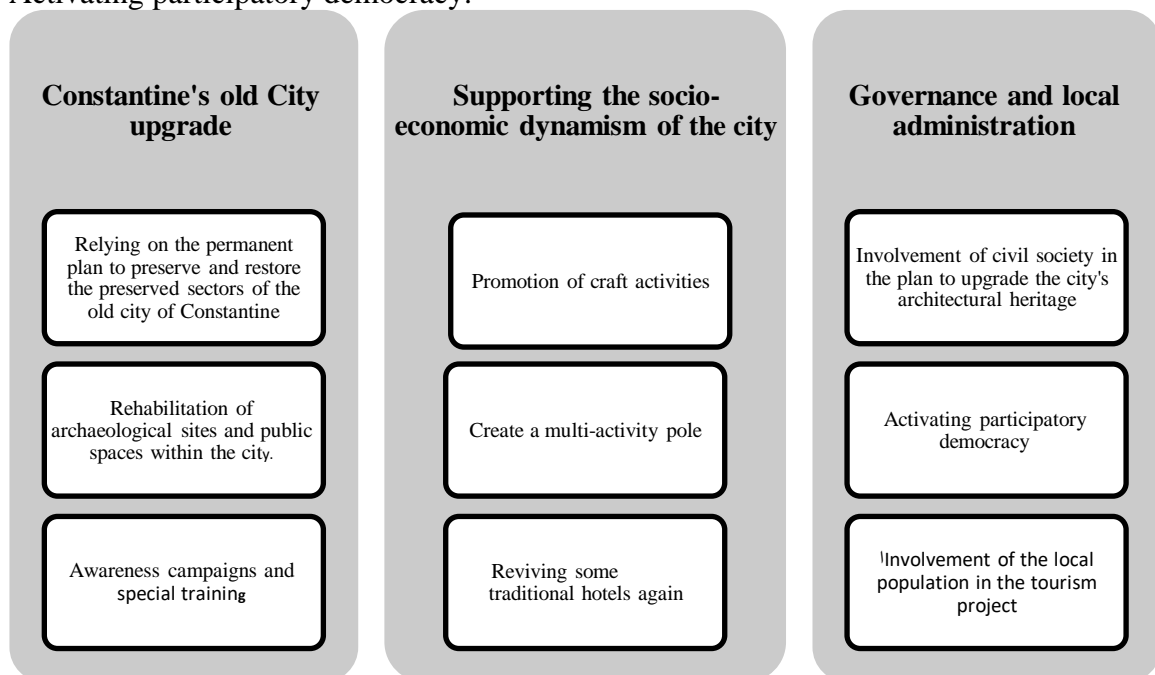 Activating participatory democracy.
Constantine's old City
upgrade
Relying on the permanent
plan to preserve and restore
the preserved sectors of the
old city of Constantine
Rehabilitation of
archaeological sites and public
spaces within the city.
Awareness campaigns and
special training
Supporting the socio-
economic dynamism of the city
Promotion of craft activities
Create a multi-activity pole
Reviving some
traditional hotels again
Governance and local
administration
Involvement of civil society in
the plan to upgrade the city's
architectural heritage
Activating participatory
democracy
Involvement of the local
population in the tourism
project